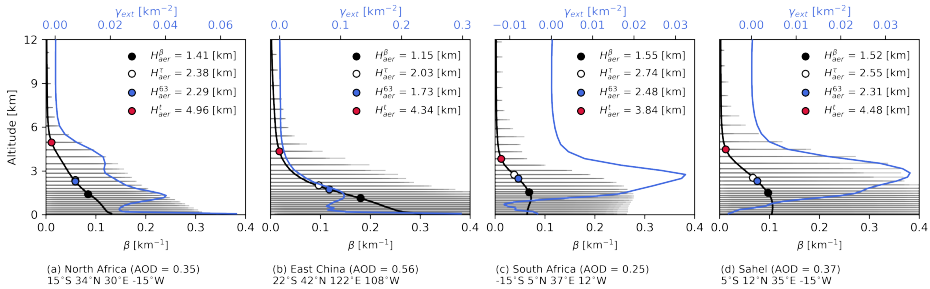 γext [km−2]
γext [km−2]
γext [km−2]
γext [km−2]
0.00 0.02 0.04 0.06
0.0 0.1 0.2 0.3
−0.01 0.00 0.01 0.02 0.03
0.00 0.01 0.02 0.03 0.04
12
9
6
3
0
Altitude [km]
H^β_aer = 1.41 [km]
H^τ_aer = 2.38 [km]
H^63_aer = 2.29 [km]
H^t_aer = 4.96 [km]
H^β_aer = 1.15 [km]
H^τ_aer = 2.03 [km]
H^63_aer = 1.73 [km]
H^t_aer = 4.34 [km]
H^β_aer = 1.55 [km]
H^τ_aer = 2.74 [km]
H^63_aer = 2.48 [km]
H^t_aer = 3.84 [km]
H^β_aer = 1.52 [km]
H^τ_aer = 2.55 [km]
H^63_aer = 2.31 [km]
H^t_aer = 4.48 [km]
0.0 0.1 0.2 0.3 0.4
0.0 0.1 0.2 0.3 0.4
0.0 0.1 0.2 0.3 0.4
0.0 0.1 0.2 0.3 0.4
β [km−1]
β [km−1]
β [km−1]
β [km−1]
(a) North Africa (AOD = 0.35)
15°S 34°N 30°E -15°W
(b) East China (AOD = 0.56)
22°S 42°N 122°E 108°W
(c) South Africa (AOD = 0.25)
-15°S 5°N 37°E 12°W
(d) Sahel (AOD = 0.37)
5°S 12°N 35°E -15°W